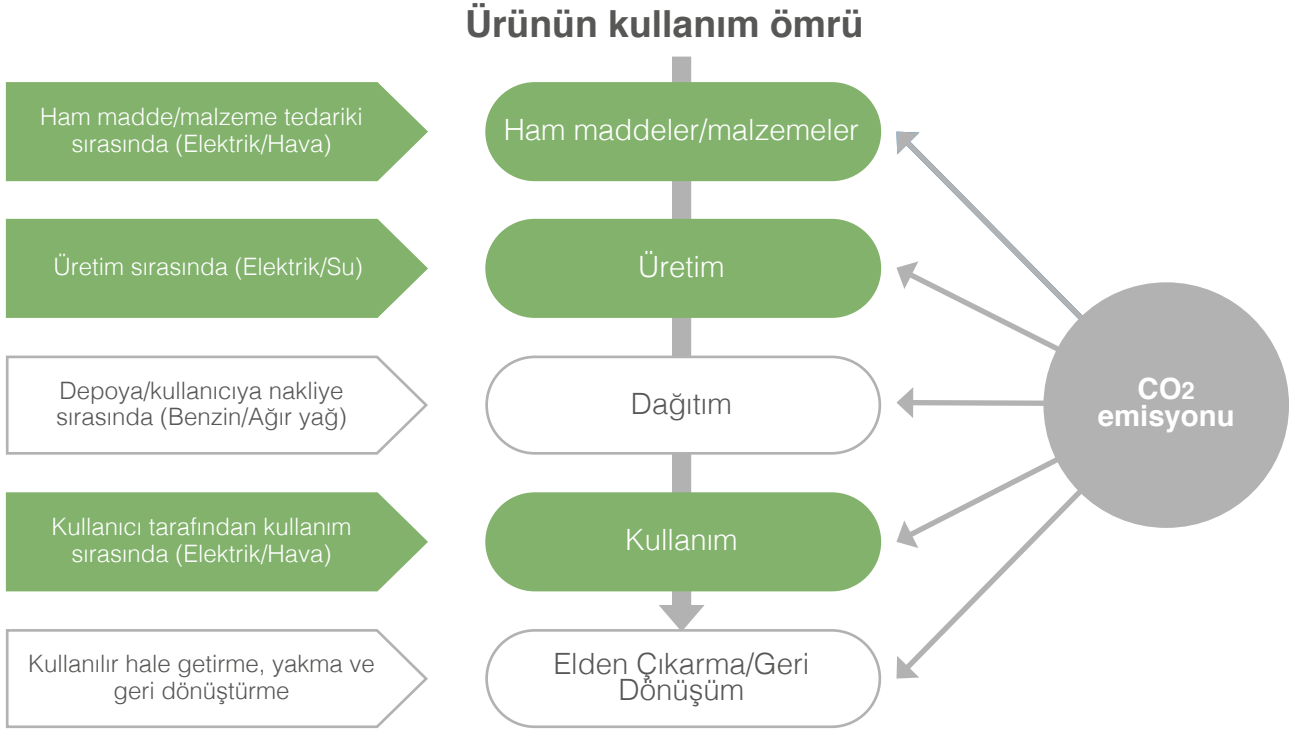 Ürünün kullanım ömrü
Ham madde/malzeme tedariki
sırasında (Elektrik/Hava)
Ham maddeler/malzemeler
Üretim sırasında (Elektrik/Su)
Üretim
Depoya/kullanıcıya nakliye
sırasında (Benzin/Ağır yağ)
Dağıtım
CO2
emisyonu
Kullanıcı tarafından kullanım
sırasında (Elektrik/Hava)
Kullanım
Kullanılır hale getirme, yakma ve
geri dönüştürme
Elden Çıkarma/Geri
Dönüşüm